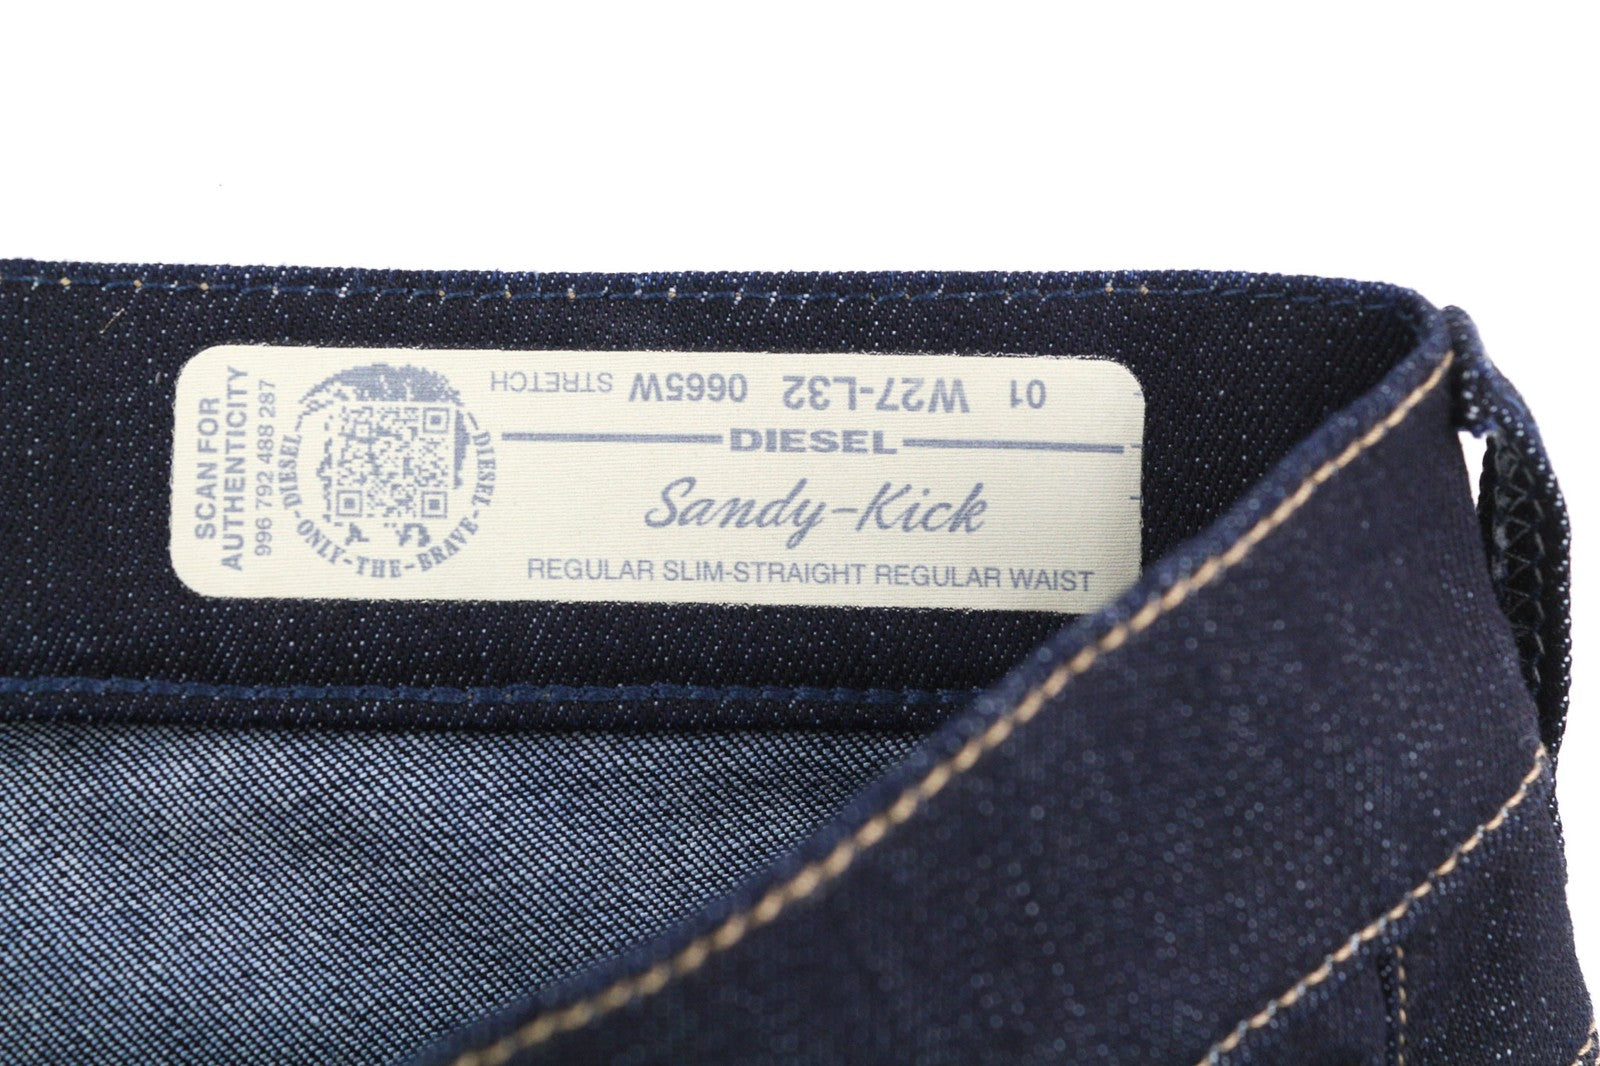 SCAN FOR
AUTHENTICITY
996 792 488 287
DIESEL
DIESEL
-ONLY-THE-BRAVE-
01 W27-L32 0665W STRETCH
DIESEL
Sandy-Kick
REGULAR SLIM-STRAIGHT REGULAR WAIST